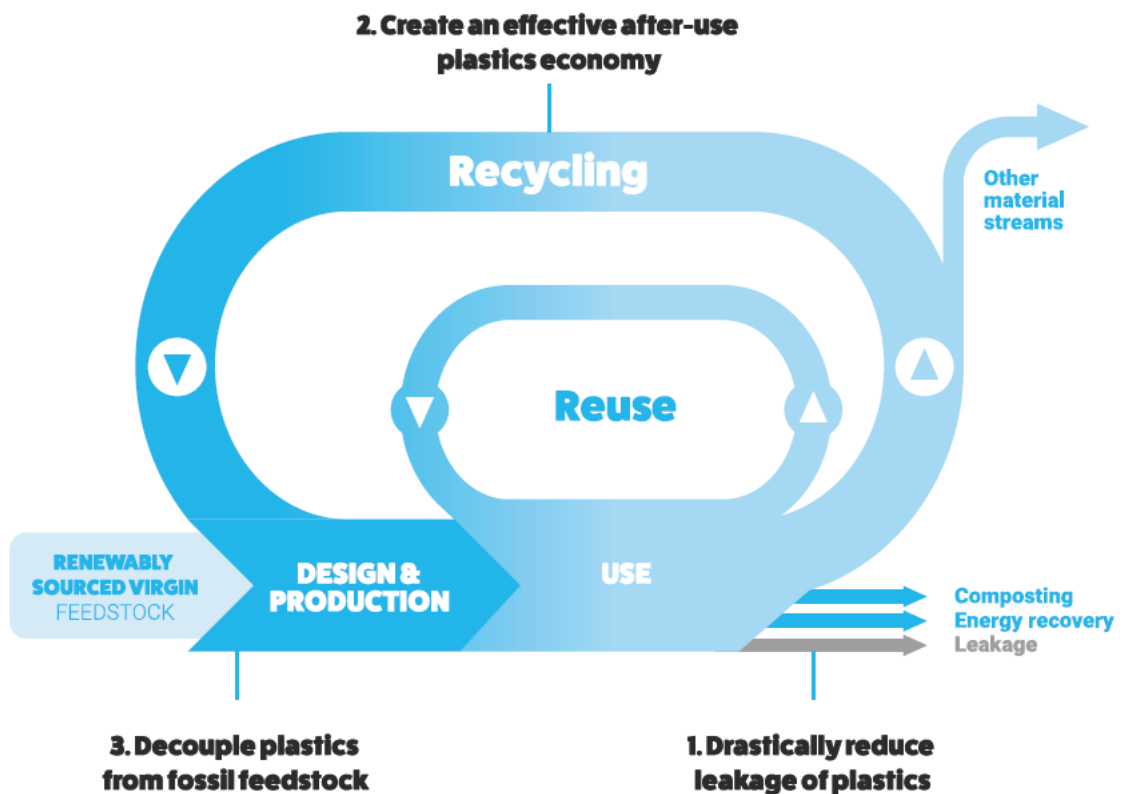 2. Create an effective after-use
plastics economy
Recycling
Other
material
streams
Reuse
RENEWABLY
SOURCED VIRGIN
FEEDSTOCK
DESIGN &
PRODUCTION
USE
Composting
Energy recovery
Leakage
3. Decouple plastics
from fossil feedstock
1. Drastically reduce
leakage of plastics